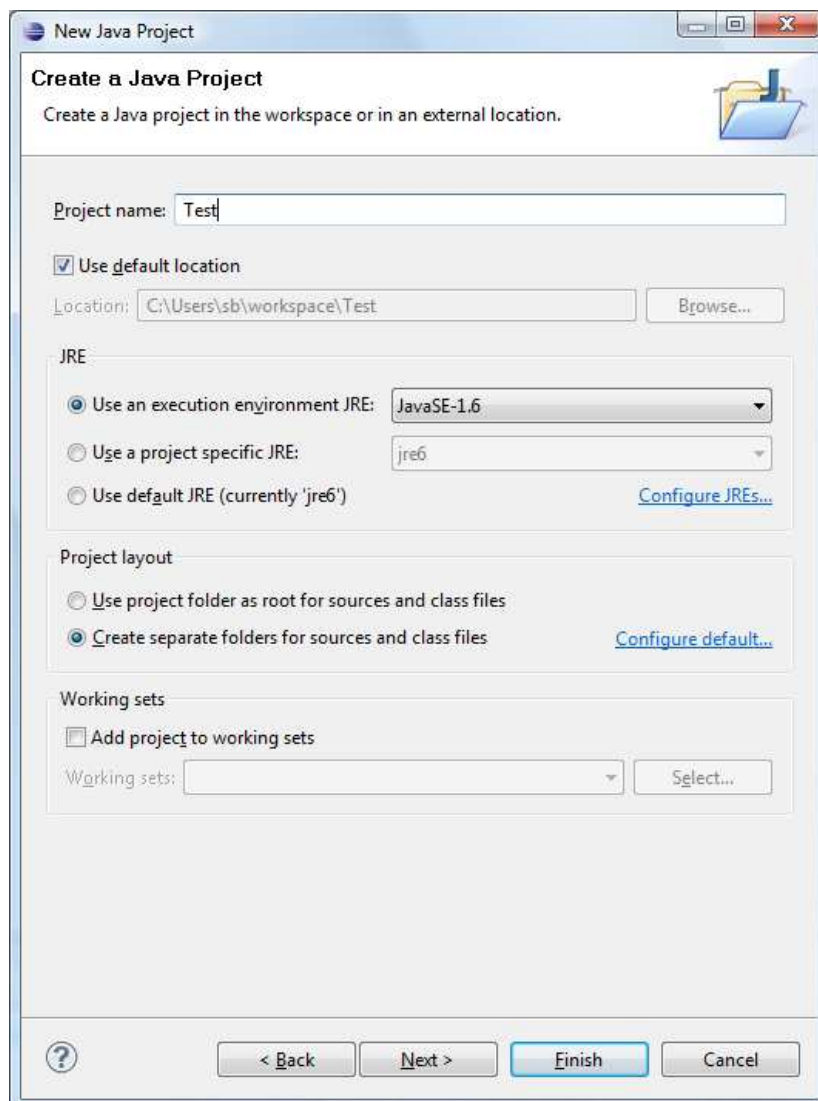 New Java Project
Create a Java Project
Create a Java project in the workspace or in an external location.
Project name: Test
Use default location
Location: C:\Users\sb\workspace\Test Browse...
JRE
Use an execution environment JRE: JavaSE-1.6
Use a project specific JRE: jre6
Use default JRE (currently 'jre6') Configure JREs...
Project layout
Use project folder as root for sources and class files
Create separate folders for sources and class files Configure default...
Working sets
Add project to working sets
Working sets: Select...
? < Back Next > Finish Cancel